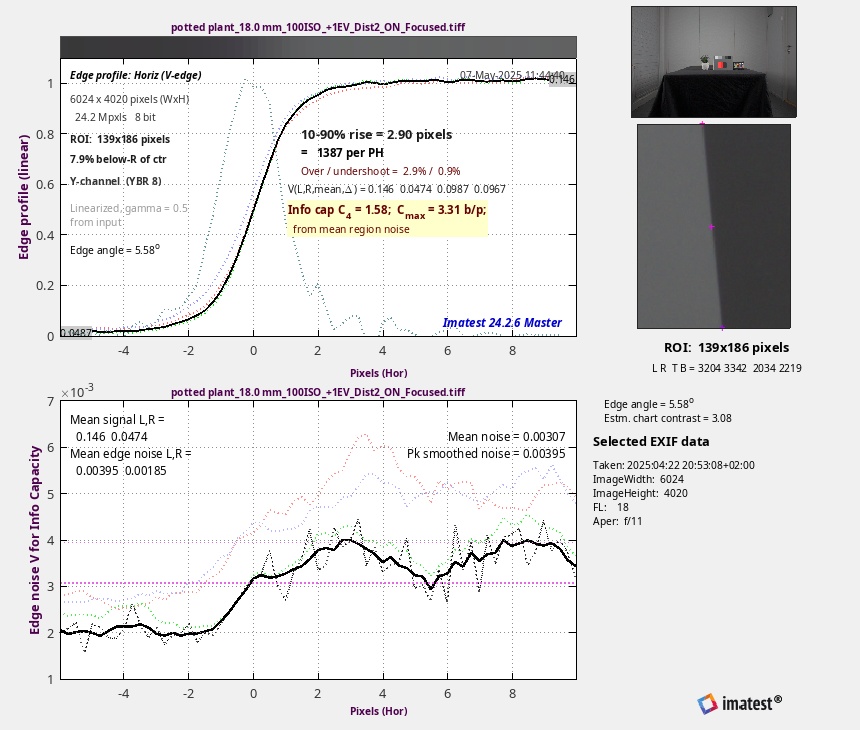 potted plant_18.0 mm_100ISO_+1EV_Dist2_ON_Focused.tiff
Edge profile: Horiz (V-edge)
07-May-2025 11:44:40
0.146
6024 x 4020 pixels (WxH)
24.2 Mpxls 8 bit
ROI: 139x186 pixels
7.9% below-R of ctr
Y-channel (YBR 8)
Linearized, gamma = 0.5
from input
Edge angle = 5.58º
10-90% rise = 2.90 pixels
= 1387 per PH
Over / undershoot = 2.9% / 0.9%
V(L,R,mean,Δ) = 0.146 0.0474 0.0987 0.0967
Info cap C4 = 1.58; Cmax = 3.31 b/p;
from mean region noise
Imatest 24.2.6 Master
0.0487
Edge profile (linear)
1
0.8
0.6
0.4
0.2
0
-4 -2 0 2 4 6 8
Pixels (Hor)
potted plant_18.0 mm_100ISO_+1EV_Dist2_ON_Focused.tiff
×10-3
Mean signal L,R =
0.146 0.0474
Mean edge noise L,R =
0.00395 0.00185
Mean noise = 0.00307
Pk smoothed noise = 0.00395
Edge noise V for Info Capacity
7
6
5
4
3
2
1
-4 -2 0 2 4 6 8
Pixels (Hor)
ROI: 139x186 pixels
L R T B = 3204 3342 2034 2219
Edge angle = 5.58º
Estm. chart contrast = 3.08
Selected EXIF data
Taken: 2025:04:22 20:53:08+02:00
ImageWidth: 6024
ImageHeight: 4020
FL: 18
Aper: f/11
imatest®